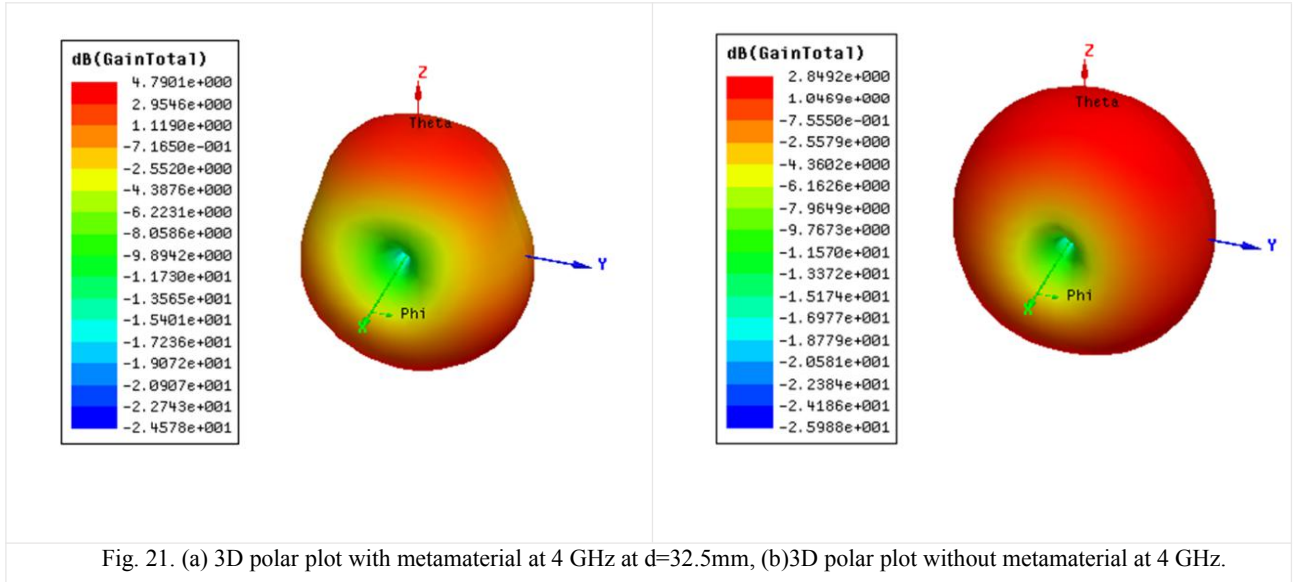 dB(GainTotal)
4.7901e+000
2.9546e+000
1.1190e+000
-7.1650e-001
-2.5520e+000
-4.3876e+000
-6.2231e+000
-8.0586e+000
-9.8942e+000
-1.1730e+001
-1.3565e+001
-1.5401e+001
-1.7236e+001
-1.9072e+001
-2.0907e+001
-2.2743e+001
-2.4578e+001
Z
Theta
Y
Phi
X
dB(GainTotal)
2.8492e+000
1.0469e+000
-7.5550e-001
-2.5579e+000
-4.3602e+000
-6.1626e+000
-7.9649e+000
-9.7673e+000
-1.1570e+001
-1.3372e+001
-1.5174e+001
-1.6977e+001
-1.8779e+001
-2.0581e+001
-2.2384e+001
-2.4186e+001
-2.5988e+001
Z
Theta
Y
Phi
X
Fig. 21. (a) 3D polar plot with metamaterial at 4 GHz at d=32.5mm, (b)3D polar plot without metamaterial at 4 GHz.